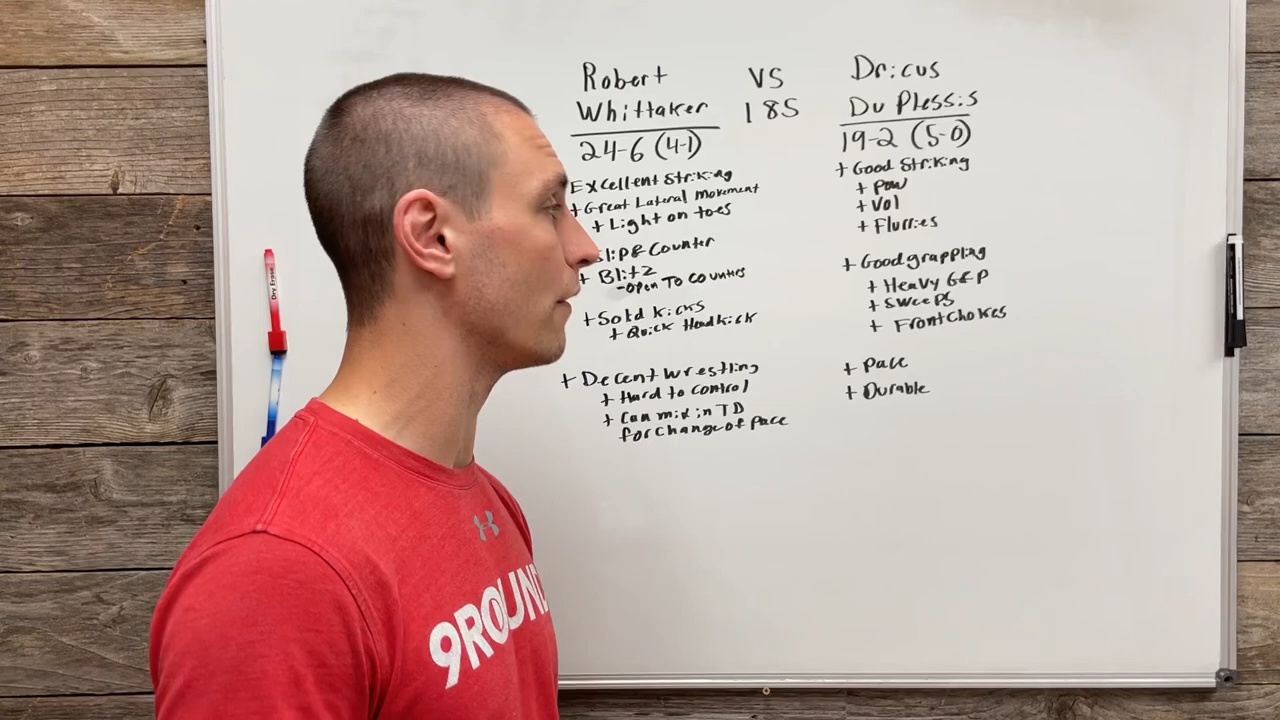 Robert
Whittaker
24-6 (4-1)
Excellent Striking
+ Great Lateral Movement
+ Light on toes
Slip & Counter
+ Blitz
- Open To Counters
+ Solid Kicks
+ Quick Head Kick
+ Decent Wrestling
+ Hard to Control
+ Can mix in TD
for change of Pace
VS
185
Dricus
Du Plessis
19-2 (5-0)
+ Good Striking
+ Pow
+ Vol
+ Flurries
+ Good grappling
+ Heavy G&P
+ Sweeps
+ Front Chokes
+ Pace
+ Durable
Dry Erase
9ROUND